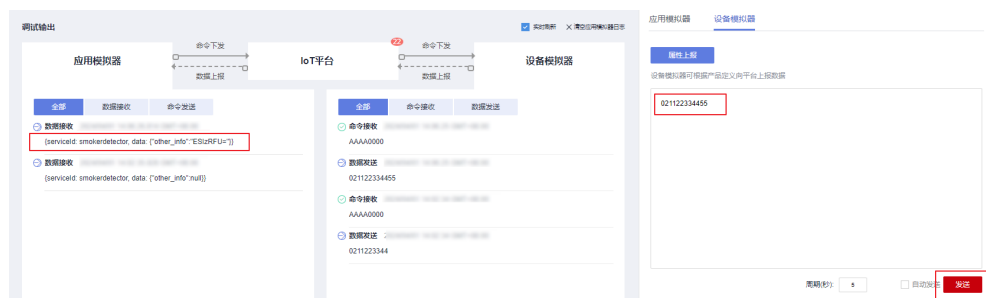 调试输出
实时刷新
清空应用模拟器日志
应用模拟器
命令下发
数据上报
IoT平台
22
命令下发
数据上报
设备模拟器
全部
数据接收
命令发送
数据接收
{serviceId: smokerdetector, data: {"other_info":"ESIzRFU="}}
数据接收
{serviceId: smokerdetector, data: {"other_info":null}}
全部
命令接收
数据发送
命令接收
AAAA0000
数据发送
021122334455
命令接收
AAAA0000
数据发送
0211223344
应用模拟器
设备模拟器
属性上报
设备模拟器可根据产品定义向平台上报数据
021122334455
周期(秒):
5
自动发送
发送